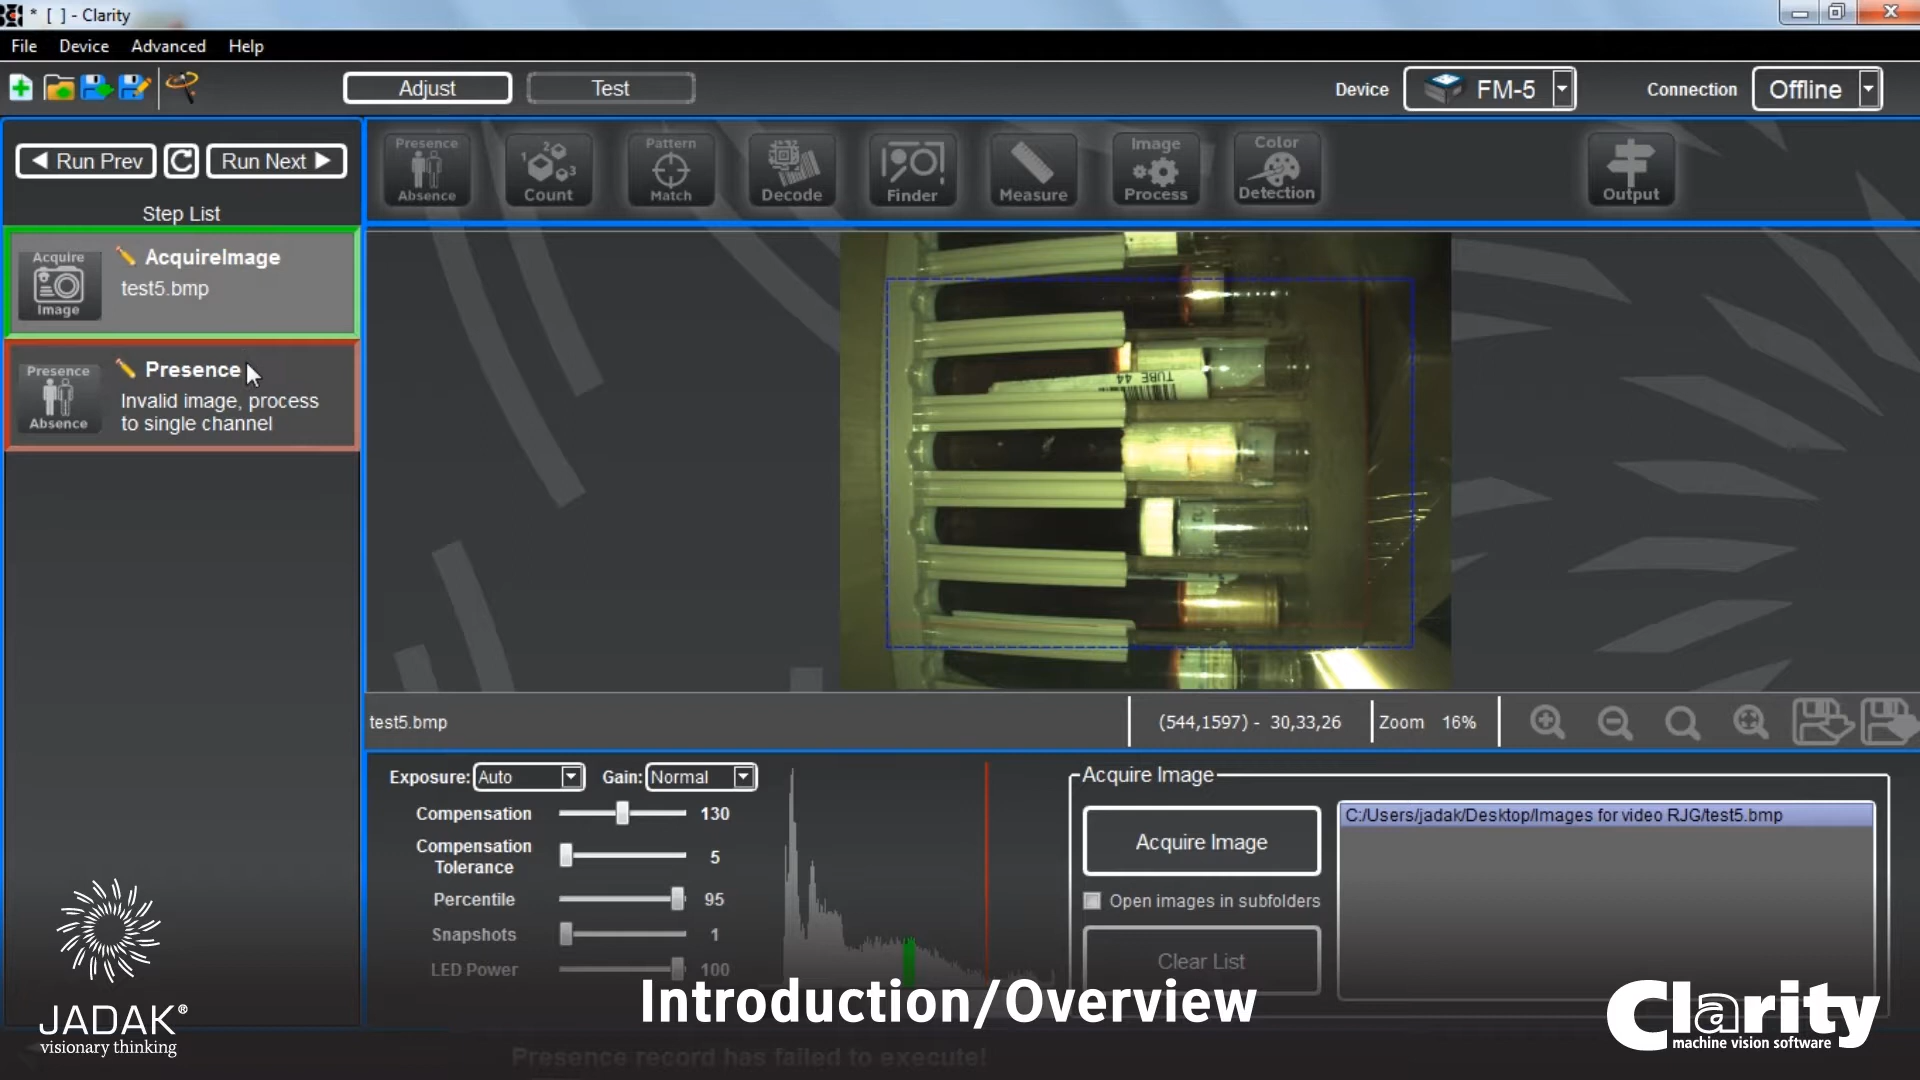 * [ ] - Clarity
File Device Advanced Help
Adjust Test Device FM-5 Connection Offline
Run Prev Run Next
Step List
Presence Absence
1 2 3 Count
Pattern Match
Decode
Finder
Measure
Image Process
Color Detection
Output
Acquire Image
AcquireImage
test5.bmp
Presence Absence
Presence
Invalid image, process
to single channel
TUBE 44
test5.bmp (544,1597) - 30,33,26 Zoom 16%
Exposure: Auto Gain: Normal
Compensation 130
Compensation
Tolerance 5
Percentile 95
Snapshots 1
LED Power 100
Acquire Image
Acquire Image
Open images in subfolders
Clear List
C:/Users/jadak/Desktop/Images for video RJG/test5.bmp
Introduction/Overview
Presence record has failed to execute!
JADAK®
visionary thinking
Clarity
machine vision software